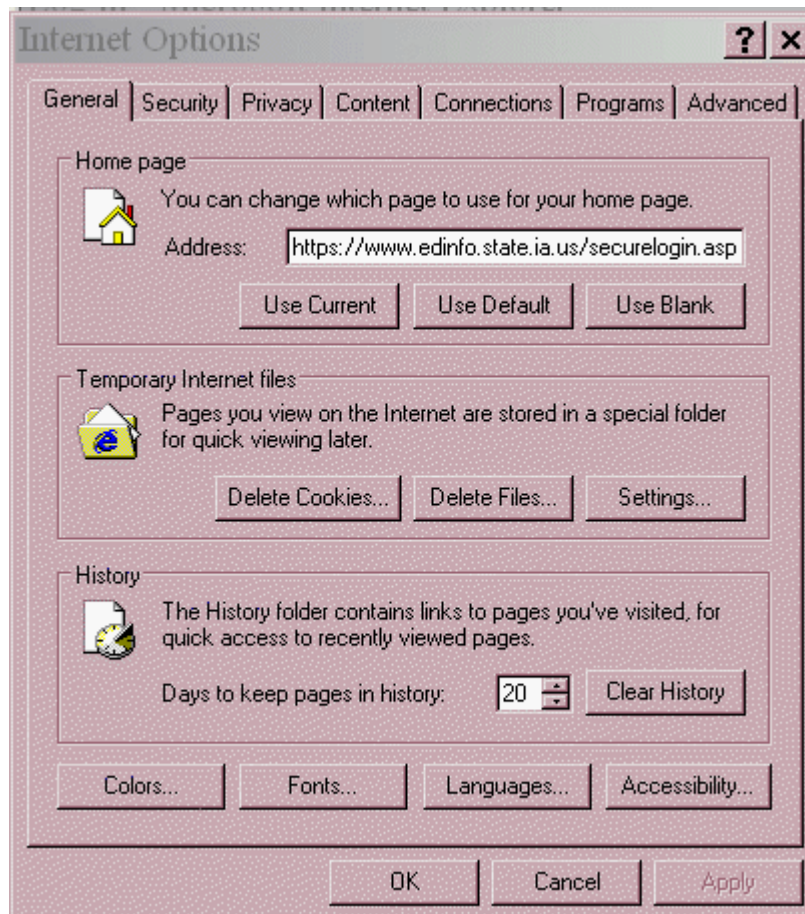 Microsoft Internet Explorer
Internet Options
General Security Privacy Content Connections Programs Advanced
Home page
You can change which page to use for your home page.
Address: https://www.edinfo.state.ia.us/securelogin.asp
Use Current Use Default Use Blank
Temporary Internet files
Pages you view on the Internet are stored in a special folder
for quick viewing later.
Delete Cookies... Delete Files... Settings...
History
The History folder contains links to pages you've visited, for
quick access to recently viewed pages.
Days to keep pages in history: 20 Clear History
Colors... Fonts... Languages... Accessibility...
OK Cancel Apply